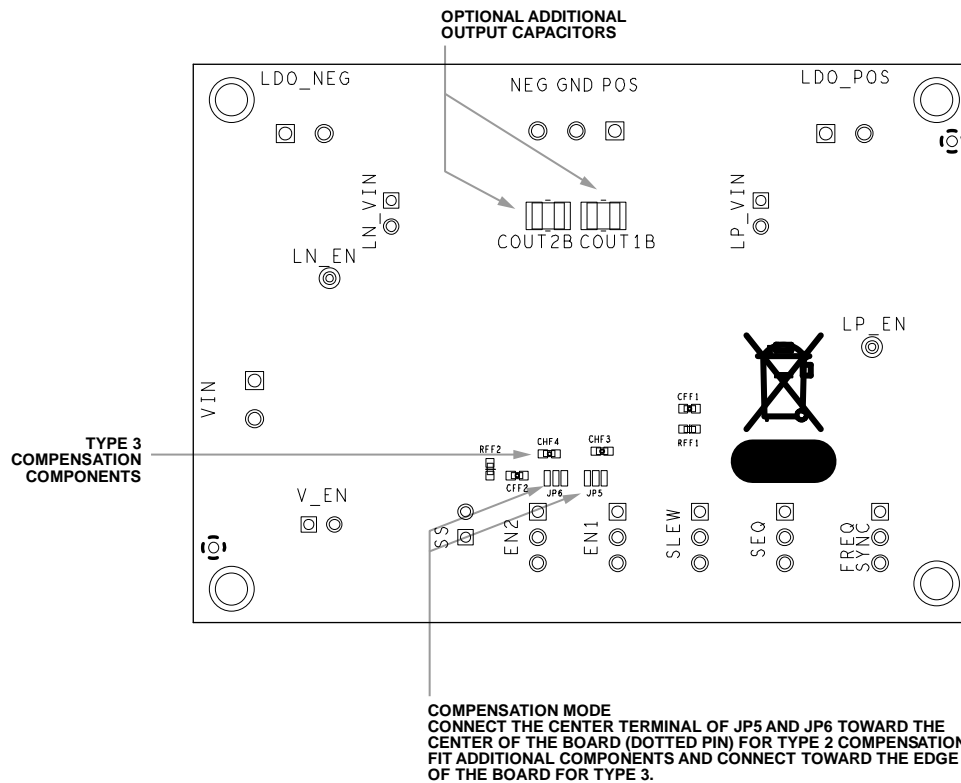 OPTIONAL ADDITIONAL
OUTPUT CAPACITORS
LDO_NEG
NEG GND POS
LDO_POS
LN_VIN
LP_VIN
COUT2B COUT1B
LN_EN
LP_EN
VIN
CFF1
RFF1
TYPE 3
COMPENSATION
COMPONENTS
RFF2
CHF4
CHF3
CFF2
JP6
JP5
V_EN
SS
EN2
EN1
SLEW
SEQ
FREQ
SYNC
COMPENSATION MODE
CONNECT THE CENTER TERMINAL OF JP5 AND JP6 TOWARD THE
CENTER OF THE BOARD (DOTTED PIN) FOR TYPE 2 COMPENSATION
FIT ADDITIONAL COMPONENTS AND CONNECT TOWARD THE EDGE
OF THE BOARD FOR TYPE 3.